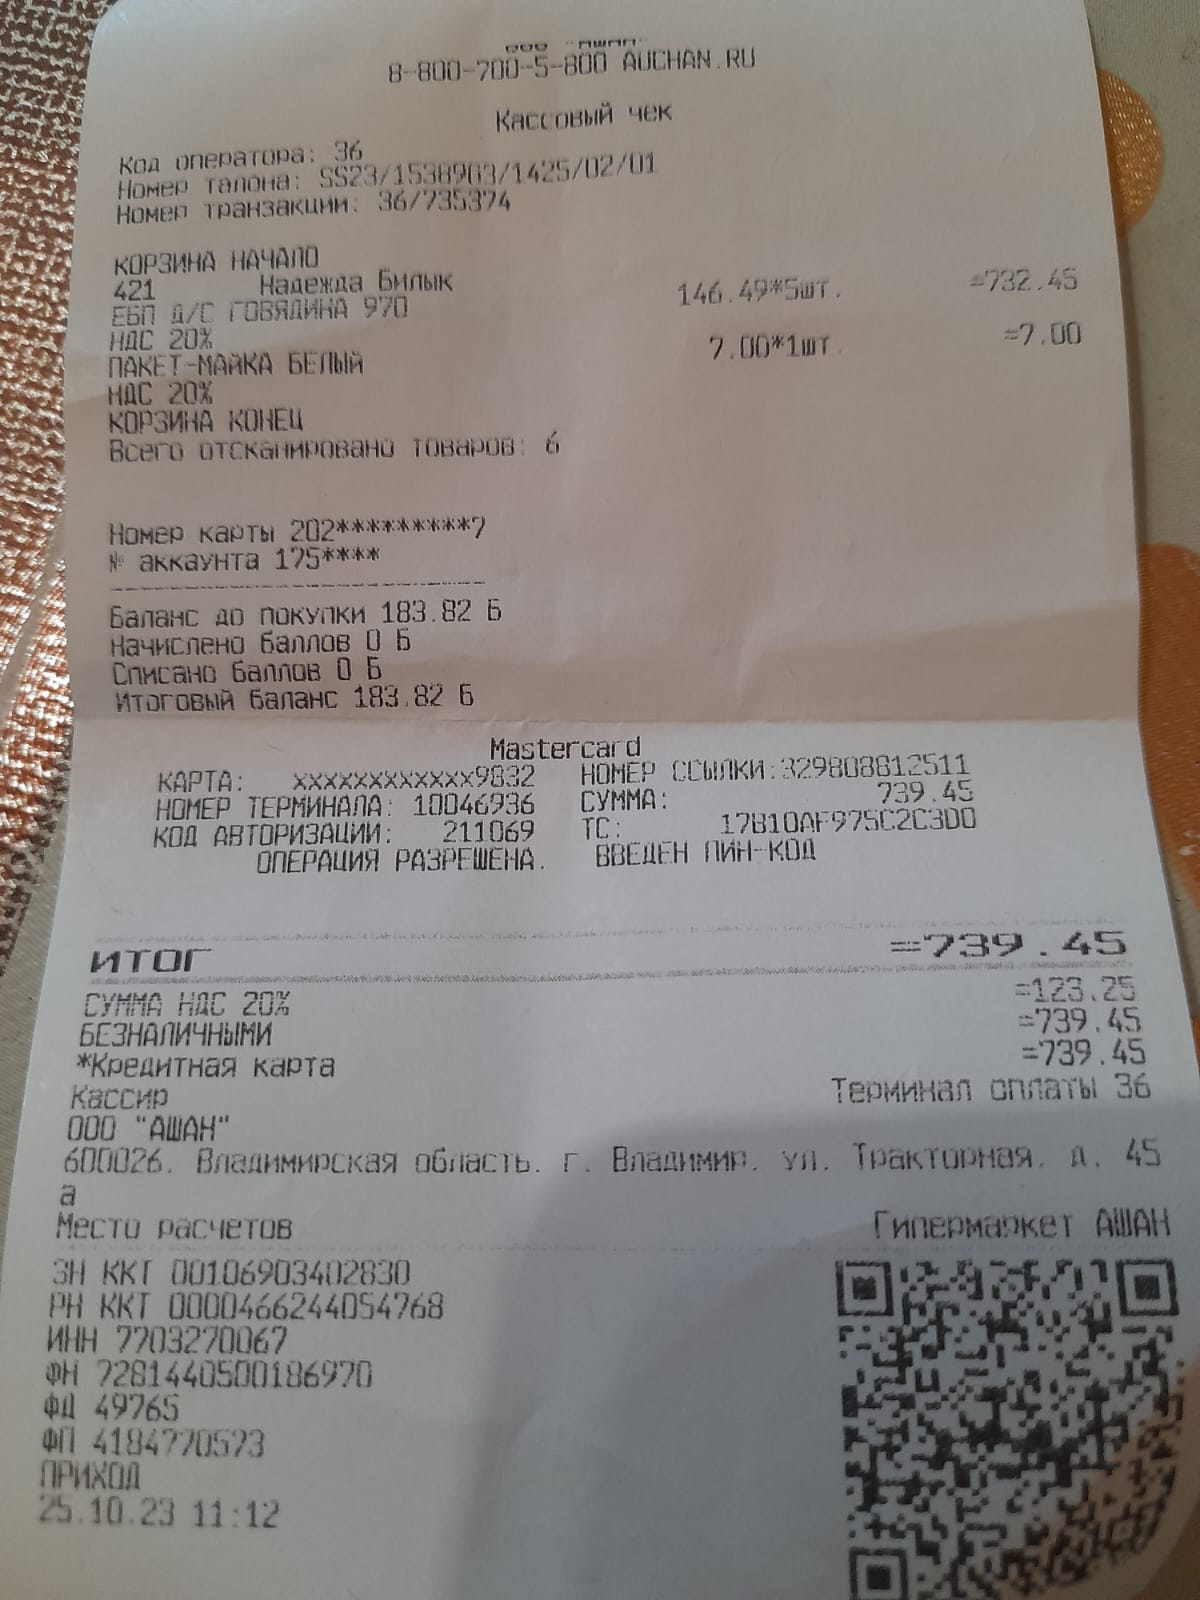 ООО "АШАН"
8-800-700-5-800 AUCHAN.RU
Кассовый чек
Код оператора: 36
Номер талона: SS23/1538903/1425/02/01
Номер транзакции: 36/735374
КОРЗИНА НАЧАЛО
421 Надежда Билык
ЕБП Д/С ГОВЯДИНА 970 146.49*5шт. =732.45
НДС 20%
ПАКЕТ-МАЙКА БЕЛЫЙ 7.00*1шт. =7.00
НДС 20%
КОРЗИНА КОНЕЦ
Всего отсканировано товаров: 6
Номер карты 202*********7
№ аккаунта 175****
Баланс до покупки 183.82 Б
Начислено баллов 0 Б
Списано баллов 0 Б
Итоговый баланс 183.82 Б
Mastercard
КАРТА: xxxxxxxxxxxx9832 НОМЕР ССЫЛКИ:329808812511
НОМЕР ТЕРМИНАЛА: 10046936 СУММА: 739.45
КОД АВТОРИЗАЦИИ: 211069 ТС: 17B10AF975C2C3D0
ОПЕРАЦИЯ РАЗРЕШЕНА. ВВЕДЕН ПИН-КОД
ИТОГ =739.45
СУММА НДС 20% =123.25
БЕЗНАЛИЧНЫМИ =739.45
*Кредитная карта =739.45
Кассир Терминал оплаты 36
ООО "АШАН"
600026. Владимирская область. г. Владимир. ул. Тракторная. д. 45
а
Место расчетов Гипермаркет АШАН
ЗН ККТ 00106903402830
РН ККТ 0000466244054768
ИНН 7703270067
ФН 7281440500186970
ФД 49765
ФП 4184770573
ПРИХОД
25.10.23 11:12